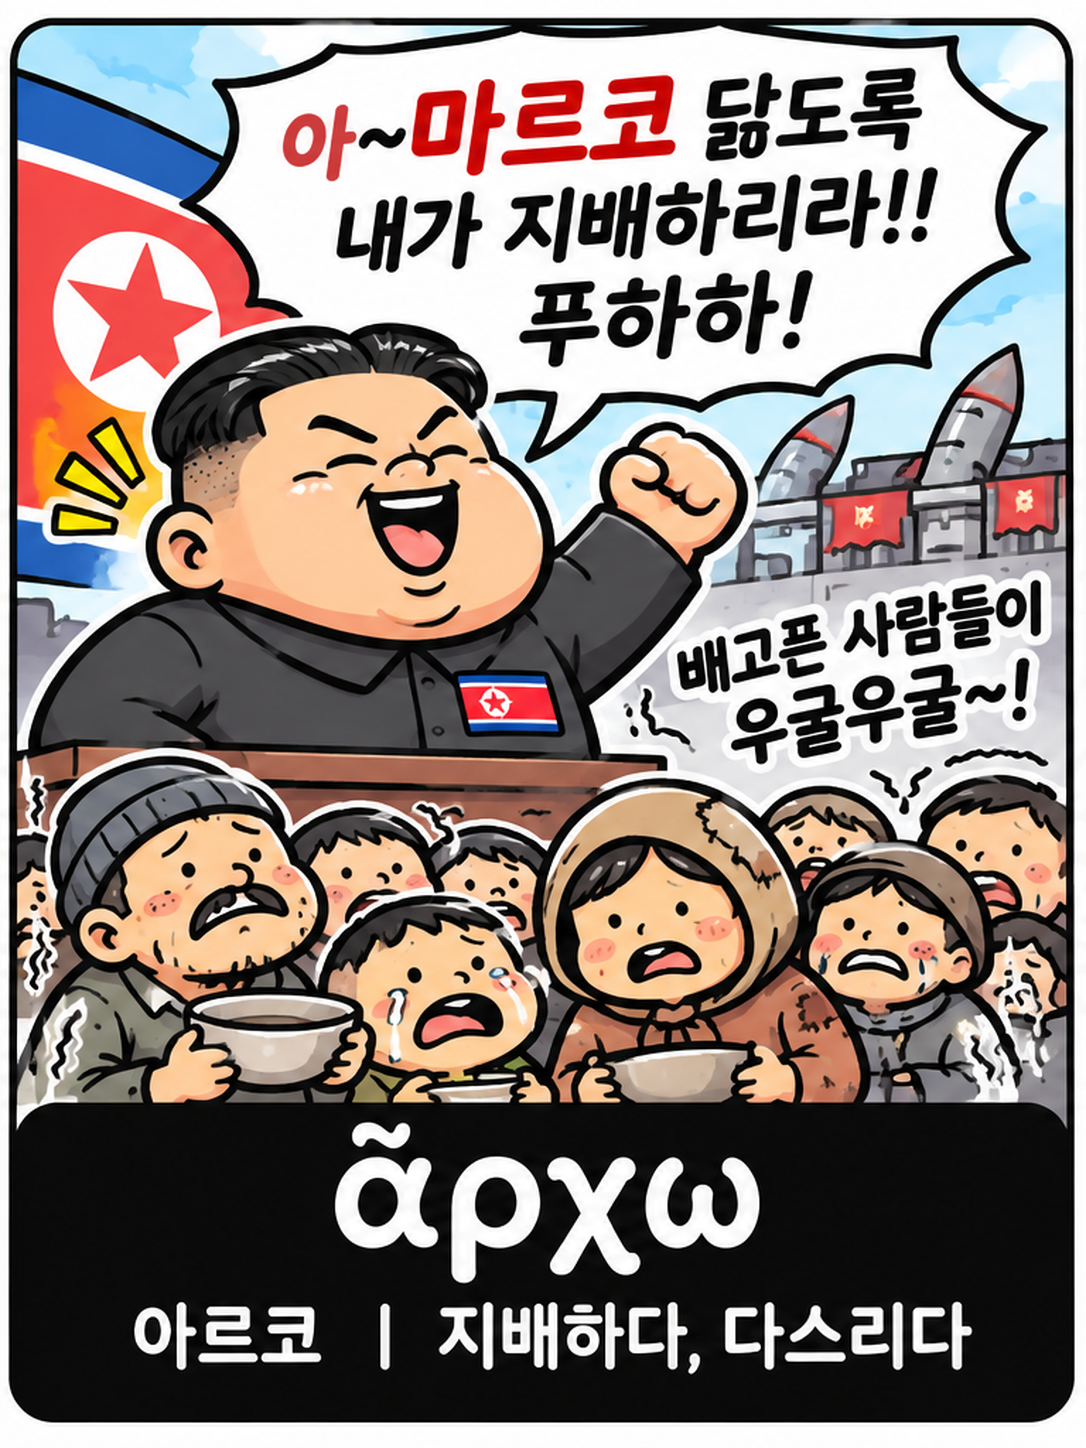 아~마르코 닳도록
내가 지배하리라!!
푸하하!
배고픈 사람들이
우굴우굴~!
ἆρχω
아르코 | 지배하다, 다스리다